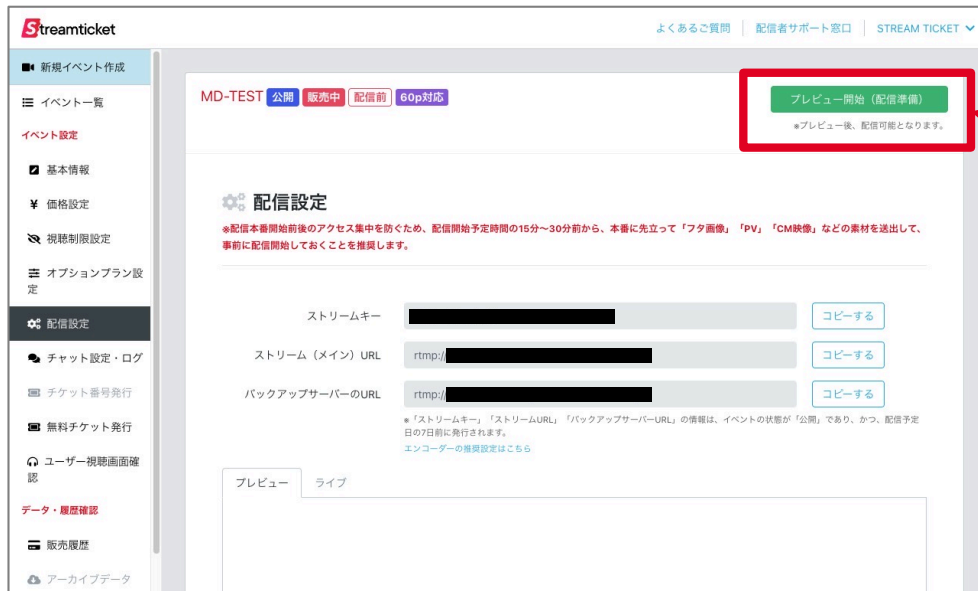 Streamticket
よくあるご質問
配信者サポート窓口
STREAM TICKET
新規イベント作成
イベント一覧
イベント設定
基本情報
¥ 価格設定
視聴制限設定
オプションプラン設
定
配信設定
チャット設定・ログ
チケット番号発行
無料チケット発行
ユーザー視聴画面確
認
データ・履歴確認
販売履歴
アーカイブデータ
MD-TEST 公開 販売中 配信前 60p対応
プレビュー開始（配信準備）
※プレビュー後、配信可能となります。
配信設定
※配信本番開始前後のアクセス集中を防ぐため、配信開始予定時間の15分〜30分前から、本番に先立って「フタ画像」「PV」「CM映像」などの素材を送出して、
事前に配信開始しておくことを推奨します。
ストリームキー
コピーする
ストリーム（メイン）URL
rtmp://
コピーする
バックアップサーバーのURL
rtmp://
コピーする
※「ストリームキー」「ストリームURL」「バックアップサーバーURL」の情報は、イベントの状態が「公開」であり、かつ、配信予定
日の7日前に発行されます。
エンコーダーの推奨設定はこちら
プレビュー
ライブ